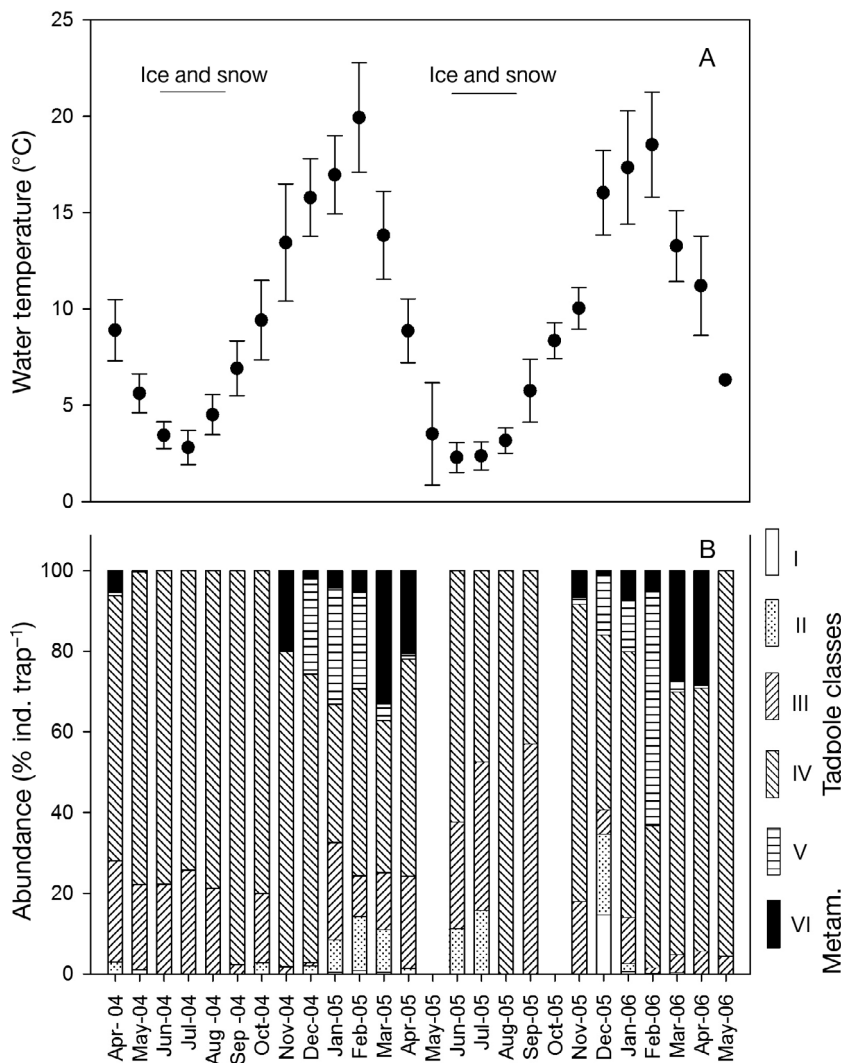 25
20
15
10
5
0
Water temperature (°C)
Ice and snow
Ice and snow
A
B
100
80
60
40
20
0
Abundance (% ind. trap⁻¹)
Apr- 04
May-04
Jun-04
Jul-04
Aug-04
Sep -04
Oct-04
Nov-04
Dec-04
Jan-05
Feb-05
Mar-05
Apr-05
May-05
Jun-05
Jul-05
Aug-05
Sep-05
Oct-05
Nov-05
Dec-05
Jan-06
Feb-06
Mar-06
Apr-06
May-06
I
II
III
IV
V
VI
Tadpole classes
Metam.